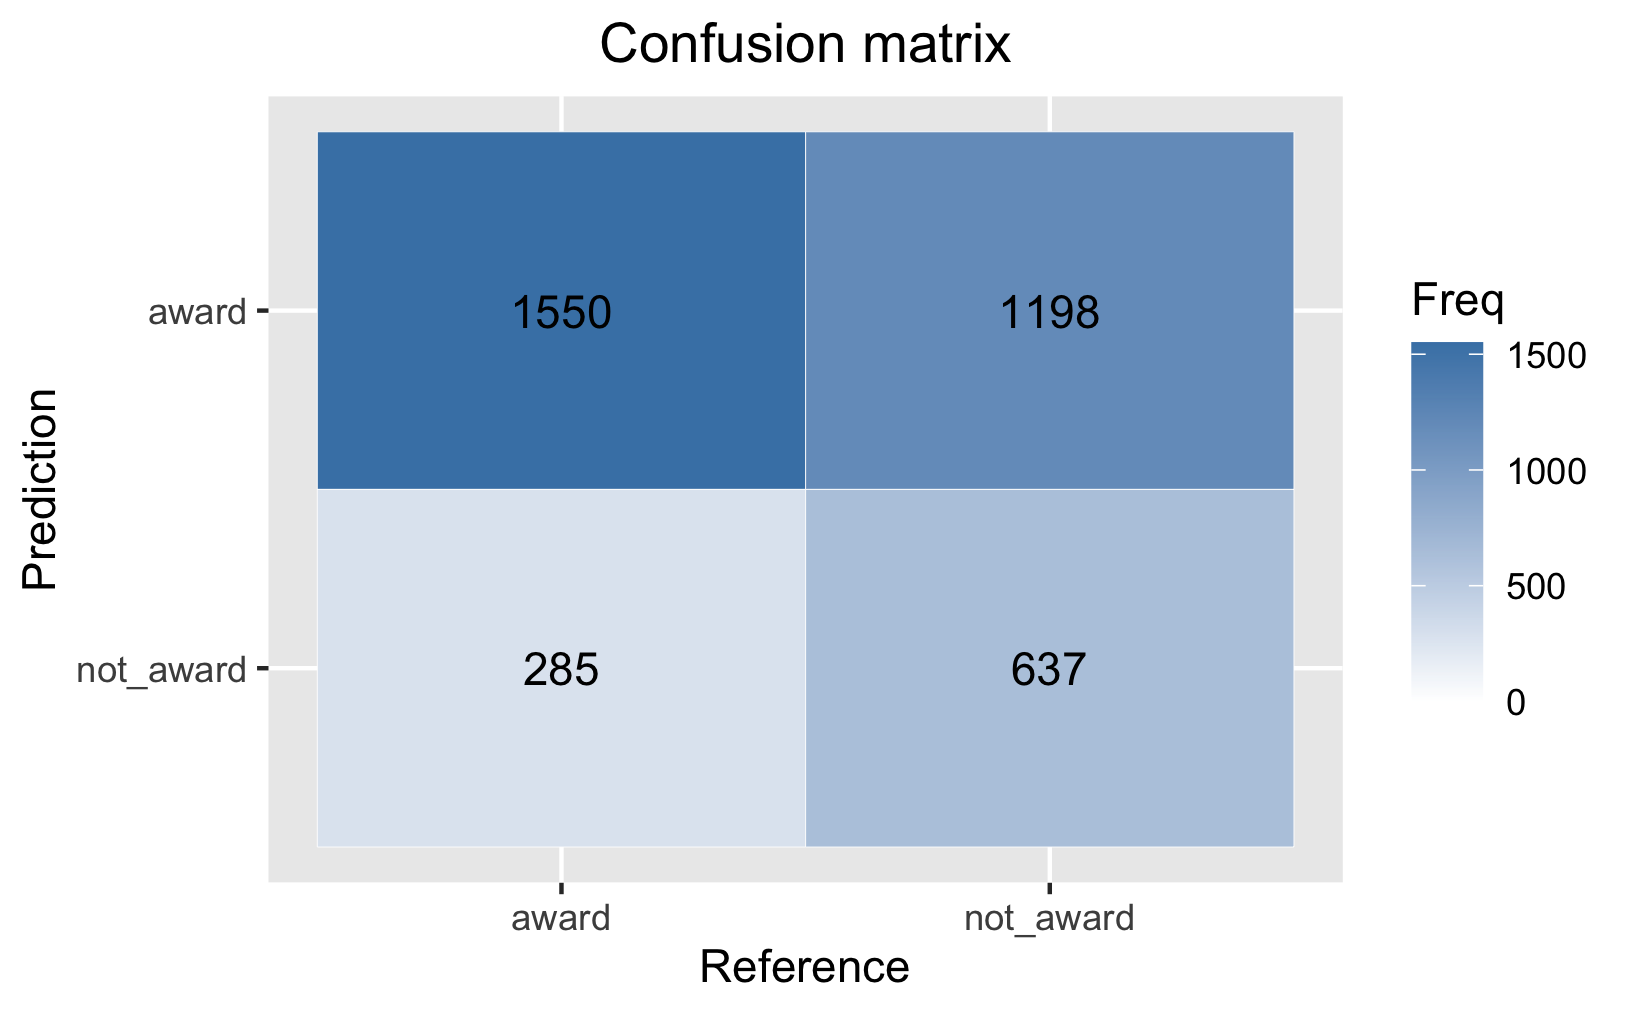 Confusion matrix
Prediction
award
not_award
1550
1198
285
637
award
not_award
Reference
Freq
1500
1000
500
0